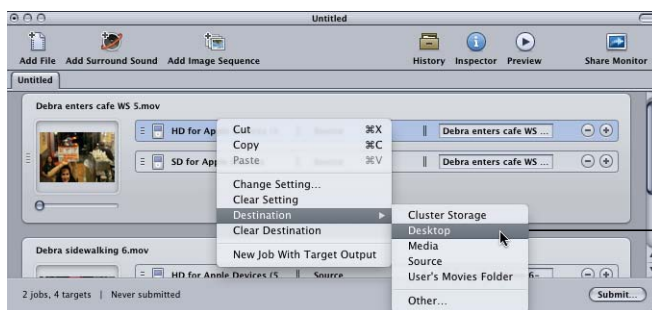 Untitled
Add File Add Surround Sound Add Image Sequence History Inspector Preview Share Monitor
Untitled
Debra enters cafe WS 5.mov
HD for Ap Debra enters cafe WS ...
SD for App Debra enters cafe WS ...
Cut ⌘X
Copy ⌘C
Paste ⌘V
Change Setting...
Clear Setting
Destination
Clear Destination
New Job With Target Output
Cluster Storage
Desktop
Media
Source
User's Movies Folder
Other...
Debra sidewalking 6.mov
HD for Apple Devices (5 Source
2 jobs, 4 targets | Never submitted
Submit...